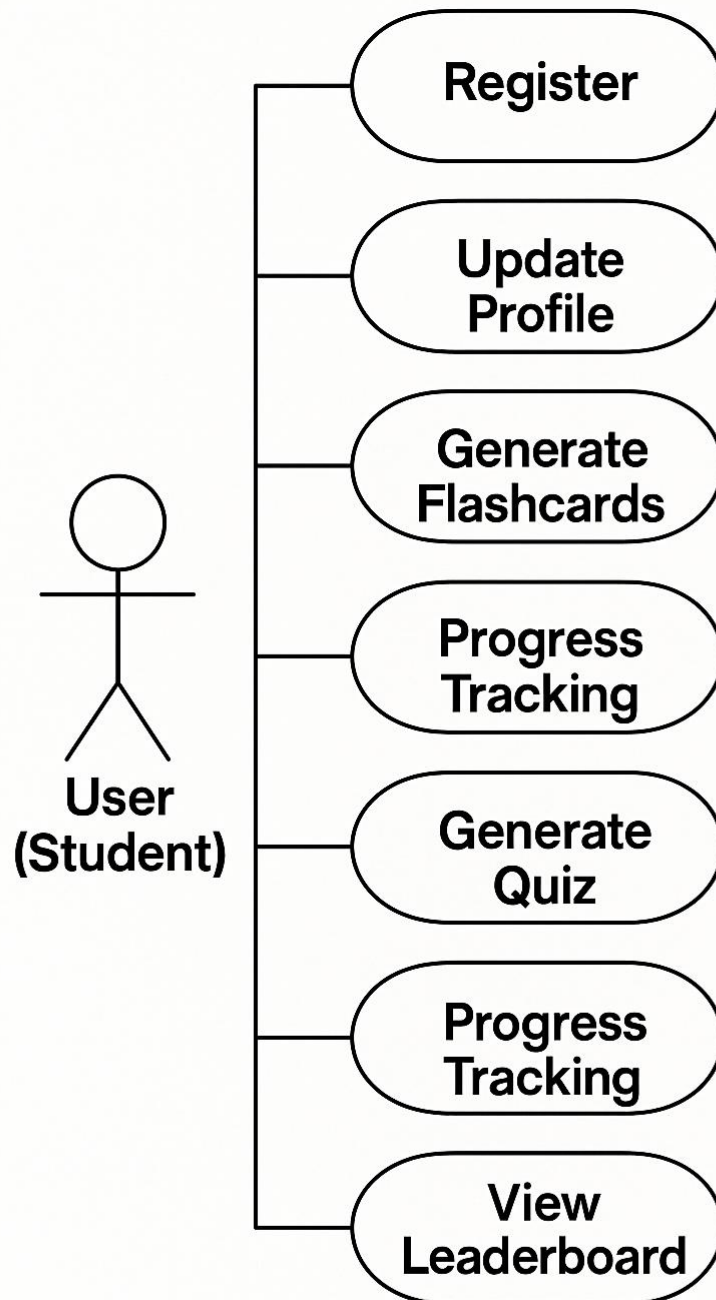 Register
Update
Profile
Generate
Flashcards
Progress
Tracking
User
(Student)
Generate
Quiz
Progress
Tracking
View
Leaderboard